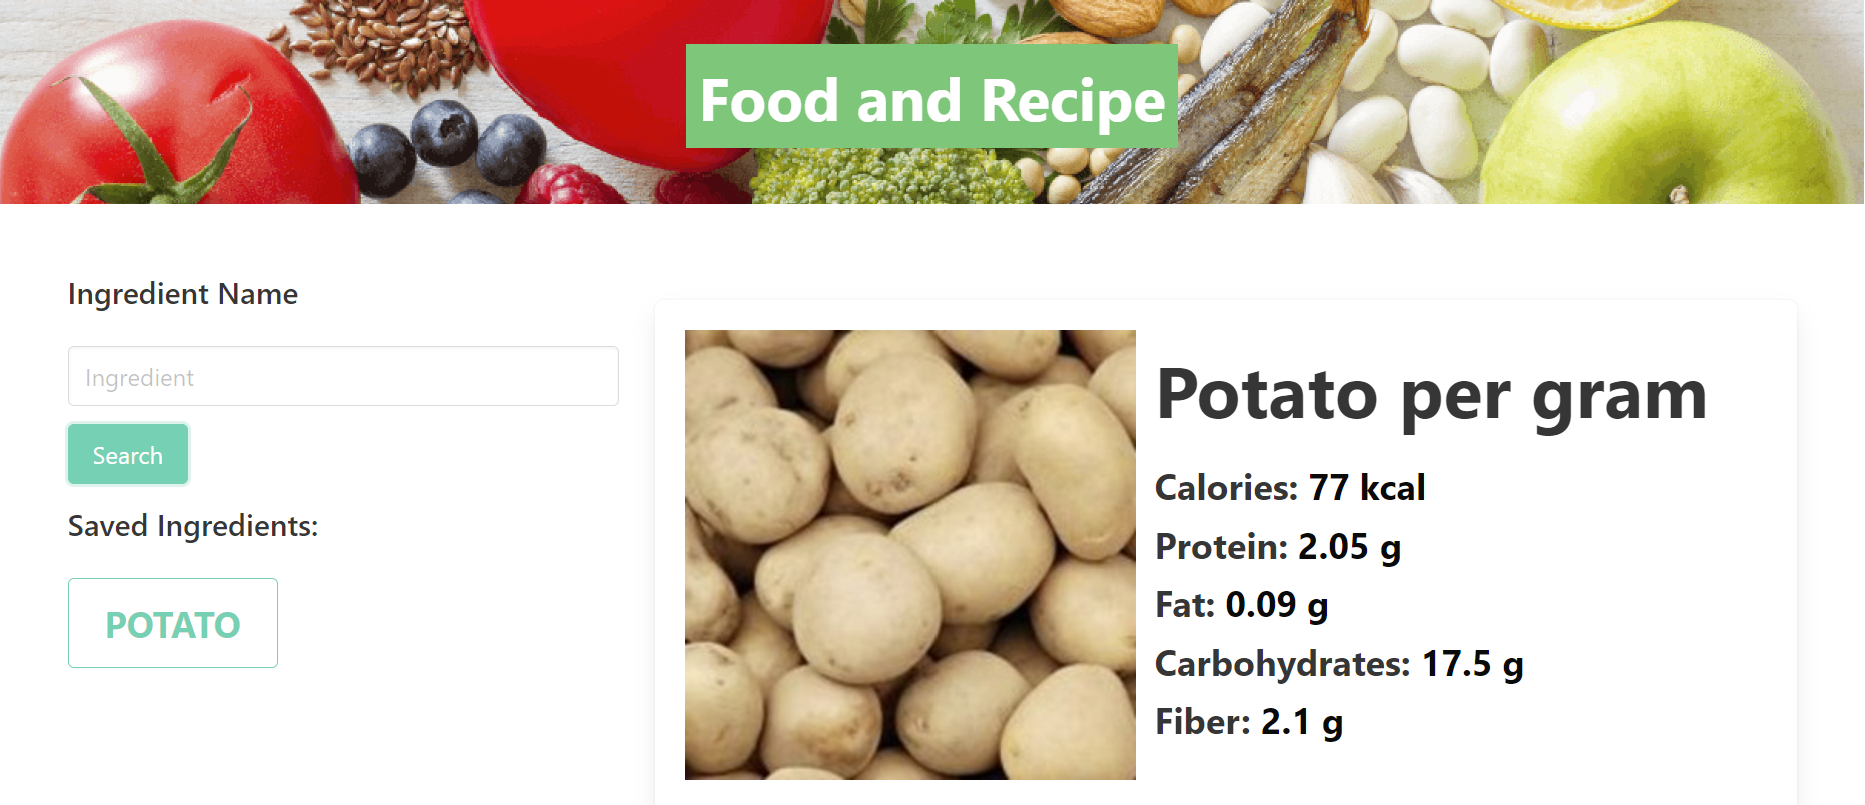 Food and Recipe
Ingredient Name
Ingredient
Search
Saved Ingredients:
POTATO
Potato per gram
Calories: 77 kcal
Protein: 2.05 g
Fat: 0.09 g
Carbohydrates: 17.5 g
Fiber: 2.1 g